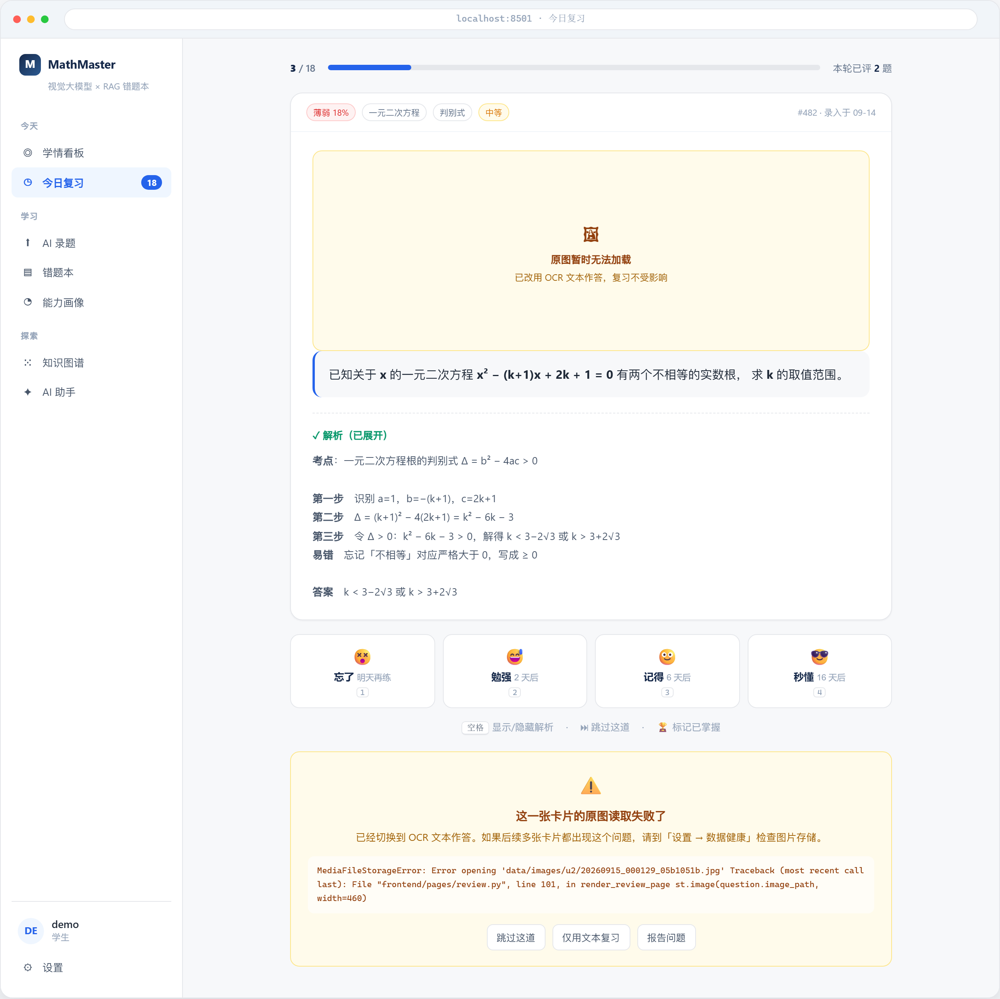 localhost:8501 · 今日复习
M MathMaster
视觉大模型 × RAG 错题本
今天
学情看板
今日复习 18
学习
AI 录题
错题本
能力画像
探索
知识图谱
AI 助手
DE demo
学生
设置
3 / 18 本轮已评 2 题
薄弱 18% 一元二次方程 判别式 中等 #482 · 录入于 09-14
原图暂时无法加载
已改用 OCR 文本作答，复习不受影响
已知关于 x 的一元二次方程 x² − (k+1)x + 2k + 1 = 0 有两个不相等的实数根， 求 k 的取值范围。
✓ 解析（已展开）
考点：一元二次方程根的判别式 Δ = b² − 4ac > 0
第一步 识别 a=1，b=−(k+1)，c=2k+1
第二步 Δ = (k+1)² − 4(2k+1) = k² − 6k − 3
第三步 令 Δ > 0：k² − 6k − 3 > 0，解得 k < 3−2√3 或 k > 3+2√3
易错 忘记「不相等」对应严格大于 0，写成 ≥ 0
答案 k < 3−2√3 或 k > 3+2√3
忘了 明天再练
1
勉强 2 天后
2
记得 6 天后
3
秒懂 16 天后
4
空格 显示/隐藏解析 · ⏭ 跳过这道 · 🏆 标记已掌握
这一张卡片的原图读取失败了
已经切换到 OCR 文本作答。如果后续多张卡片都出现这个问题，请到「设置 → 数据健康」检查图片存储。
MediaFileStorageError: Error opening 'data/images/u2/20260915_000129_05b1051b.jpg' Traceback (most recent call
last): File "frontend/pages/review.py", line 101, in render_review_page st.image(question.image_path,
width=460)
跳过这道 仅用文本复习 报告问题